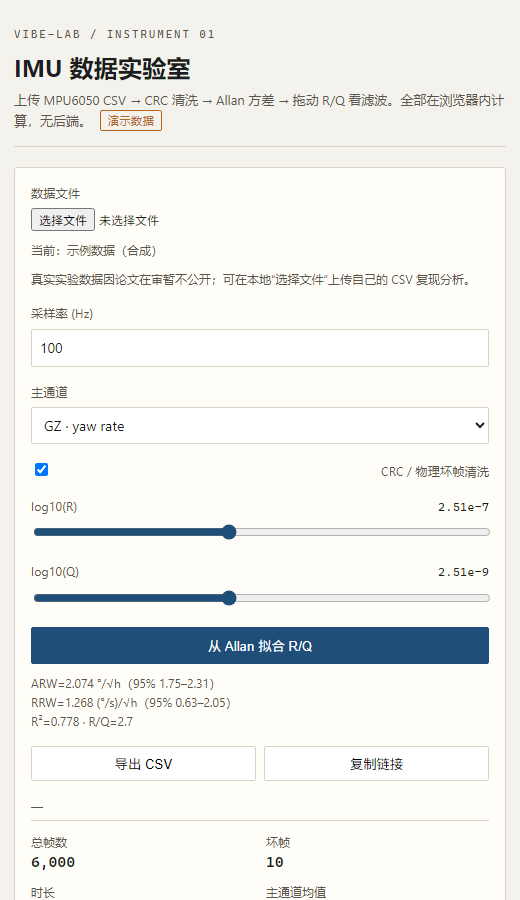 VIBE-LAB / INSTRUMENT 01
IMU 数据实验室
上传 MPU6050 CSV → CRC 清洗 → Allan 方差 → 拖动 R/Q 看滤波。全部在浏览器内计
算，无后端。 演示数据
数据文件
选择文件 未选择文件
当前：示例数据（合成）
真实实验数据因论文在审暂不公开；可在本地“选择文件”上传自己的 CSV 复现分析。
采样率 (Hz)
100
主通道
GZ · yaw rate
CRC / 物理坏帧清洗
log10(R) 2.51e-7
log10(Q) 2.51e-9
从 Allan 拟合 R/Q
ARW=2.074 °/√h（95% 1.75–2.31）
RRW=1.268 (°/s)/√h（95% 0.63–2.05）
R²=0.778 · R/Q=2.7
导出 CSV 复制链接
—
总帧数 坏帧
6,000 10
时长 主通道均值